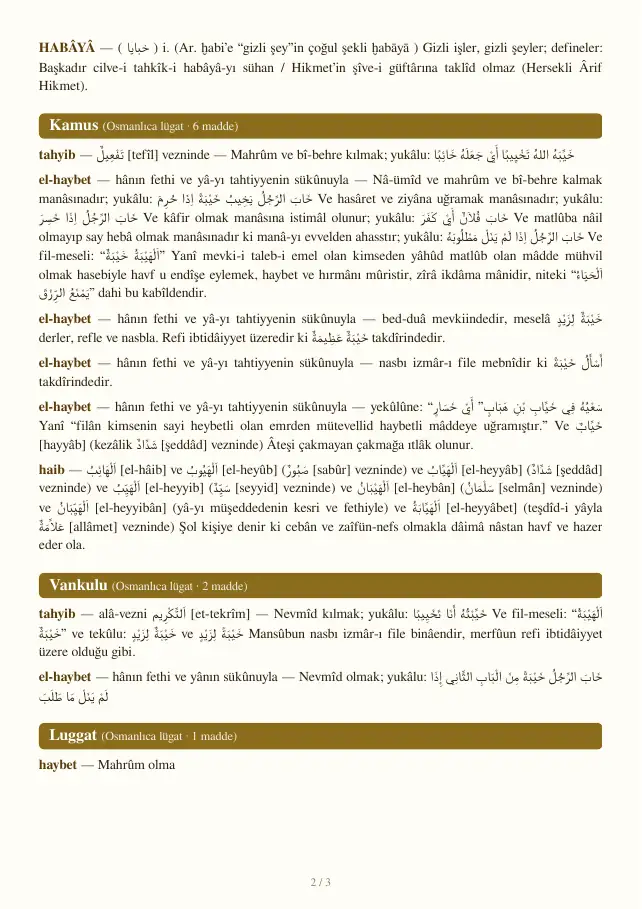 HABÂYÂ — ( خبايا ) i. (Ar. ḫabі’e “gizli şey”in çoğul şekli ḫabāyā ) Gizli işler, gizli şeyler; defineler:
Başkadır cilve-i tahkîk-i habâyâ-yı sühan / Hikmet’in şîve-i güftârına taklîd olmaz (Hersekli Ârif
Hikmet).
Kamus (Osmanlıca lügat · 6 madde)
tahyib — تَفْعِيلٌ [tefîl] vezninde — Mahrûm ve bî-behre kılmak; yukâlu: خَيَّبَهُ اللهُ تَخْيِيبًا أَيْ جَعَلَهُ خَائِبًا
el-haybet — hânın fethi ve yâ-yı tahtiyyenin sükûnuyla — Nâ-ümîd ve mahrûm ve bî-behre kalmak
manâsınadır; yukâlu: خَابَ الرَّجُلُ يَخِيبُ خَيْبَةً اِذَا حُرِمَ Ve hasâret ve ziyâna uğramak manâsınadır; yukâlu:
خَابَ الرَّجُلُ اِذَا خَسِرَ Ve kâfir olmak manâsına istimâl olunur; yukâlu: خَابَ فُلاَنٌ أَيْ كَفَرَ Ve matlûba nâil
olmayıp say hebâ olmak manâsınadır ki manâ-yı evvelden ahasstır; yukâlu: خَابَ الرَّجُلُ اِذَا لَمْ يَنَلْ مَطْلُوبَهُ Ve
fil-meseli: “اَلْهَيْبَةُ خَيْبَةٌ” Yanî mevki-i taleb-i emel olan kimseden yâhûd matlûb olan mâdde mühvil
olmak hasebiyle havf u endîşe eylemek, haybet ve hırmânı mûristir, zîrâ ikdâma mânidir, niteki “اَلْحَيَاءُ
يَمْنَعُ الرِّزْقَ” dahi bu kabîldendir.
el-haybet — hânın fethi ve yâ-yı tahtiyyenin sükûnuyla — bed-duâ mevkiindedir, meselâ خَيْبَةٌ لِزَيْدٍ
derler, refle ve nasbla. Refi ibtidâiyyet üzeredir ki خَيْبَةٌ عَظِيمَةٌ takdîrindedir.
el-haybet — hânın fethi ve yâ-yı tahtiyyenin sükûnuyla — nasbı izmâr-ı file mebnîdir ki أَسْأَلُ خَيْبَةً
takdîrindedir.
el-haybet — hânın fethi ve yâ-yı tahtiyyenin sükûnuyla — yekûlûne: “سَعْيُهُ فِي خَيَّابِ بْنِ هَيَّابٍ” أَيْ خَسَارٍ
Yanî “filân kimsenin sayi heybetli olan emrden mütevellid haybetli mâddeye uğramıştır.” Ve خَيَّابٌ
[hayyâb] (kezâlik شَدَّادٌ [şeddâd] vezninde) Âteşi çakmayan çakmağa ıtlâk olunur.
haib — اَلْهَائِبُ [el-hâib] ve اَلْهَيُوبُ [el-heyûb] (صَبُورٌ [sabûr] vezninde) ve اَلْهَيَّابُ [el-heyyâb] (شَدَّادٌ [şeddâd]
vezninde) ve اَلْهَيِّبُ [el-heyyib] (سَيِّدٌ [seyyid] vezninde) ve اَلْهَيْبَانُ [el-heybân] (سَلْمَانُ [selmân] vezninde)
ve اَلْهَيِّبَانُ [el-heyyibân] (yâ-yı müşeddedenin kesri ve fethiyle) ve اَلْهَيَّابَةُ [el-heyyâbet] (teşdîd-i yâyla
عَلاَّمَةٌ [allâmet] vezninde) Şol kişiye denir ki cebân ve zaîfün-nefs olmakla dâimâ nâstan havf ve hazer
eder ola.
Vankulu (Osmanlıca lügat · 2 madde)
tahyib — alâ-vezni اَلتَّكْرِيم [et-tekrîm] — Nevmîd kılmak; yukâlu: خَيَّبْتُهُ أَنَا تَخْيِيبًا Ve fil-meseli: “اَلْهَيْبَةُ
خَيْبَةٌ” ve tekûlu: خَيْبَةٌ لِزَيْدٍ ve خَيْبَةً لِزَيْدٍ Mansûbun nasbı izmâr-ı file binâendir, merfûun refi ibtidâiyyet
üzere olduğu gibi.
el-haybet — hânın fethi ve yânın sükûnuyla — Nevmîd olmak; yukâlu: خَابَ الرَّجُلُ خَيْبَةً مِنَ الْبَابِ الثَّانِي إِذَا
لَمْ يَنَلْ مَا طَلَبَ
Luggat (Osmanlıca lügat · 1 madde)
haybet — Mahrûm olma
2 / 3